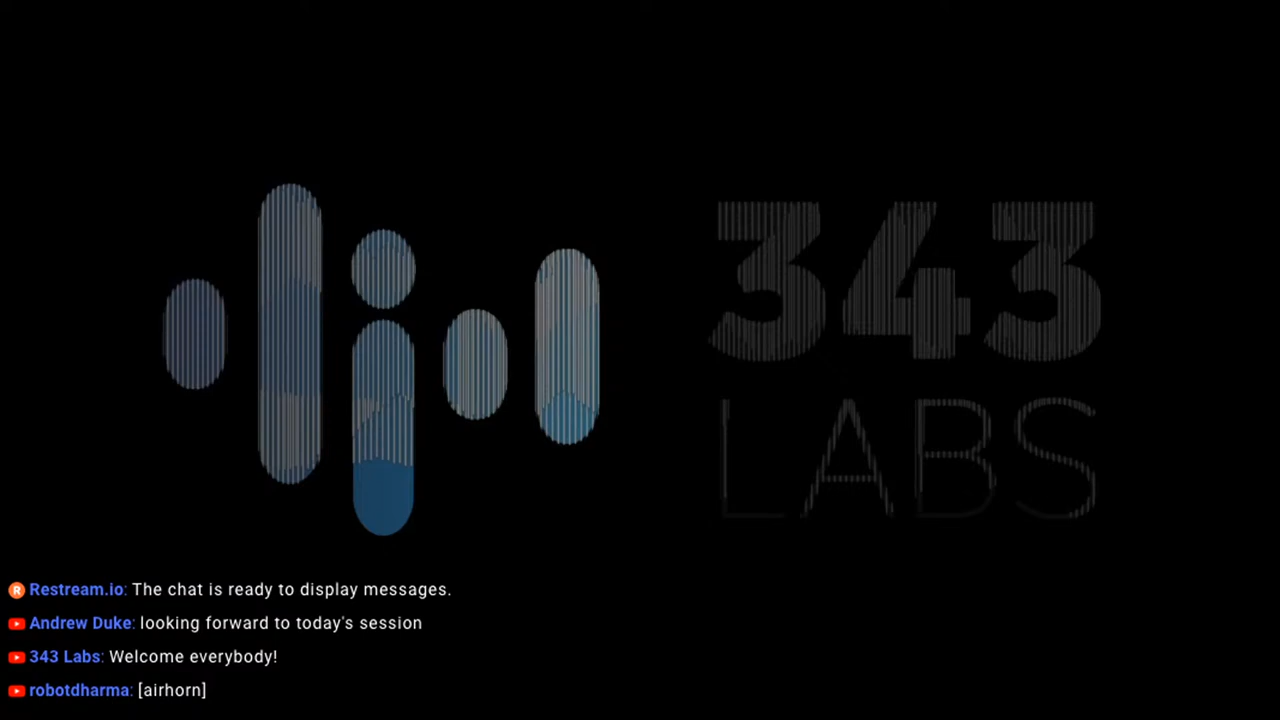 343
LABS
Restream.io: The chat is ready to display messages.
Andrew Duke: looking forward to today's session
343 Labs: Welcome everybody!
robotdharma: [airhorn]